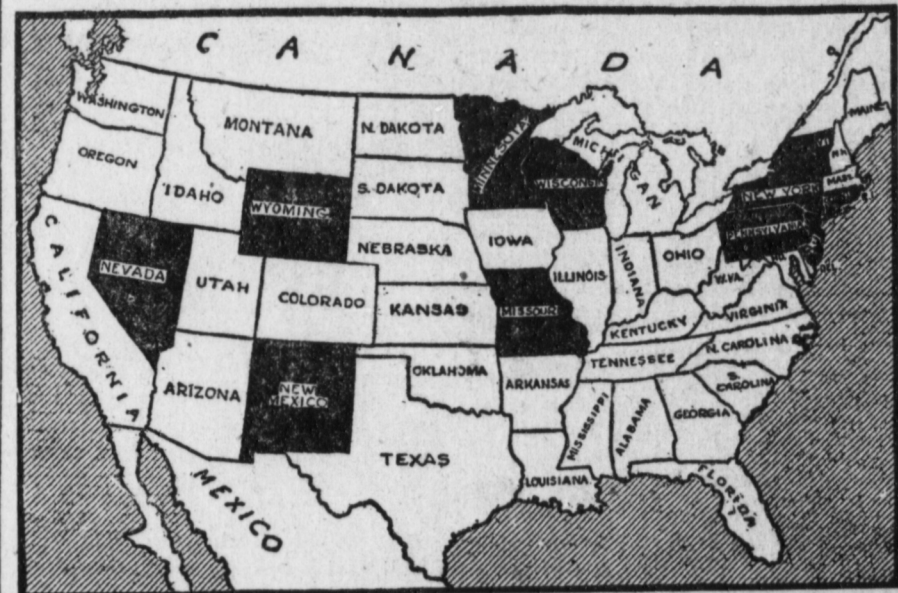 CANADA
WASHINGTON
MONTANA
N. DAKOTA
MINNESOTA
MICHIGAN
MAINE
OREGON
IDAHO
WYOMING
S. DAKOTA
WISCONSIN
NEW YORK
MASS.
CALIFORNIA
NEVADA
UTAH
COLORADO
NEBRASKA
IOWA
ILLINOIS
INDIANA
OHIO
PENNSYLVANIA
W.VA.
VIRGINIA
KANSAS
MISSOURI
KENTUCKY
ARIZONA
NEW
MEXICO
OKLAHOMA
ARKANSAS
TENNESSEE
N. CAROLINA
S.
CAROLINA
TEXAS
LOUISIANA
MISSISSIPPI
ALABAMA
GEORGIA
FLORIDA
MEXICO